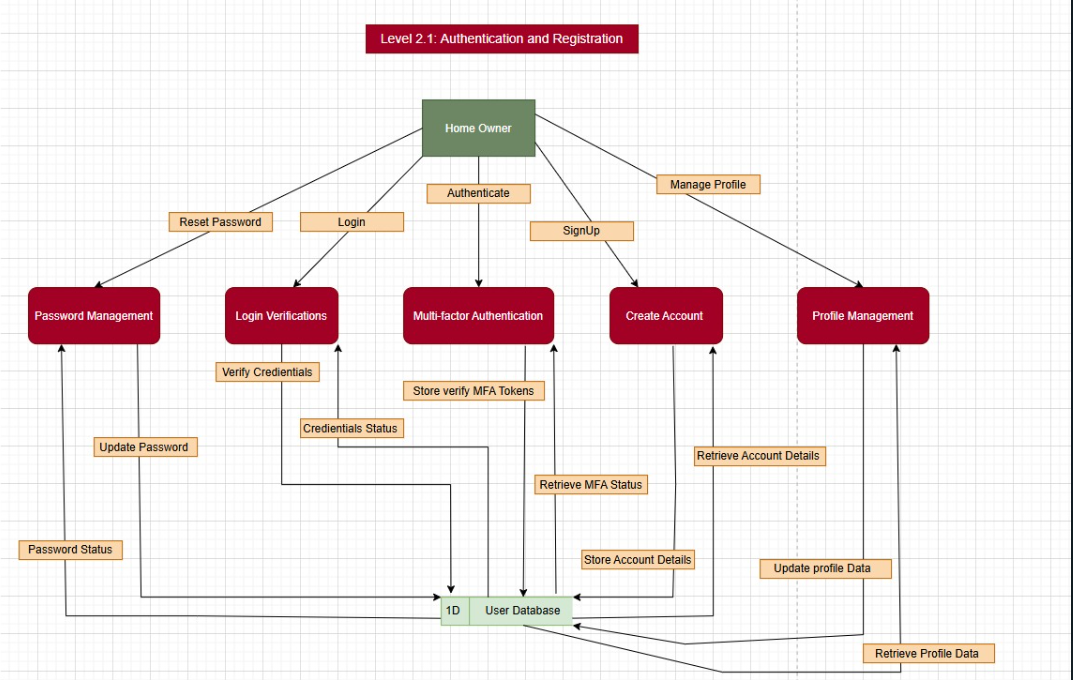 Level 2.1: Authentication and Registration
Home Owner
Manage Profile
Authenticate
Reset Password
Login
SignUp
Password Management
Login Verifications
Multi-factor Authentication
Create Account
Profile Management
Verify Credentials
Store verify MFA Tokens
Credentials Status
Update Password
Retrieve Account Details
Retrieve MFA Status
Password Status
Store Account Details
Update profile Data
1D
User Database
Retrieve Profile Data